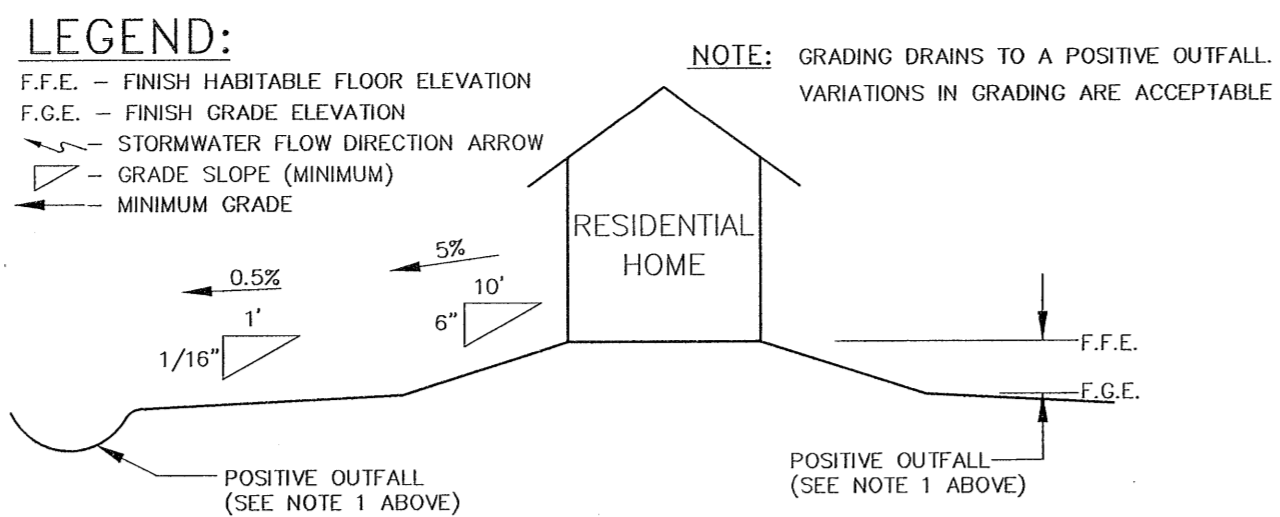 LEGEND:
F.F.E. – FINISH HABITABLE FLOOR ELEVATION
F.G.E. – FINISH GRADE ELEVATION
– STORMWATER FLOW DIRECTION ARROW
– GRADE SLOPE (MINIMUM)
– MINIMUM GRADE
NOTE: GRADING DRAINS TO A POSITIVE OUTFALL.
VARIATIONS IN GRADING ARE ACCEPTABLE
RESIDENTIAL
HOME
5%
0.5%
10'
6"
1'
1/16"
F.F.E.
F.G.E.
POSITIVE OUTFALL
(SEE NOTE 1 ABOVE)
POSITIVE OUTFALL
(SEE NOTE 1 ABOVE)